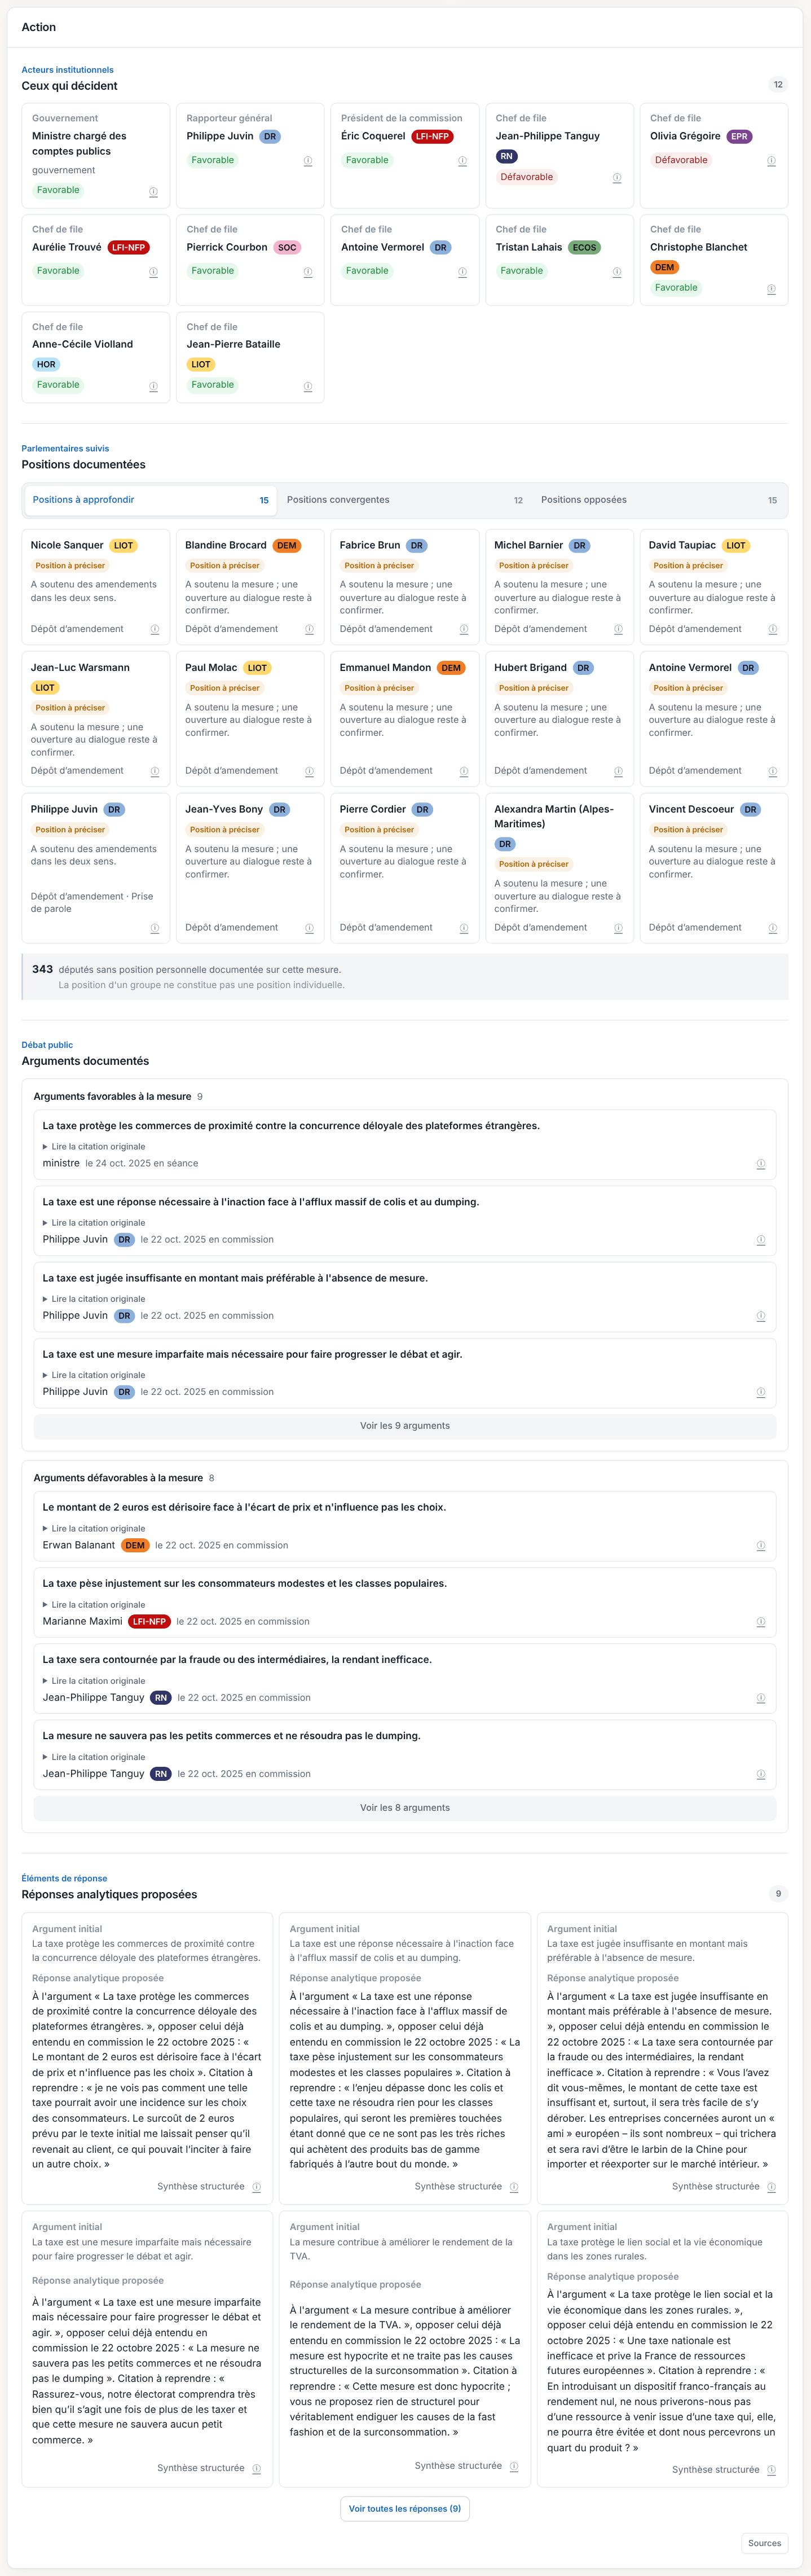 Action
Acteurs institutionnels
Ceux qui décident
12
Gouvernement
Ministre chargé des
comptes publics
gouvernement
Favorable
Rapporteur général
Philippe Juvin DR
Favorable
Président de la commission
Éric Coquerel LFI-NFP
Favorable
Chef de file
Jean-Philippe Tanguy
RN
Défavorable
Chef de file
Olivia Grégoire EPR
Défavorable
Chef de file
Aurélie Trouvé LFI-NFP
Favorable
Chef de file
Pierrick Courbon SOC
Favorable
Chef de file
Antoine Vermorel DR
Favorable
Chef de file
Tristan Lahais ECOS
Favorable
Chef de file
Christophe Blanchet
DEM
Favorable
Chef de file
Anne-Cécile Violland
HOR
Favorable
Chef de file
Jean-Pierre Bataille
LIOT
Favorable
Parlementaires suivis
Positions documentées
Positions à approfondir 15
Positions convergentes 12
Positions opposées 15
Nicole Sanquer LIOT
Position à préciser
A soutenu des amendements
dans les deux sens.
Dépôt d’amendement
Blandine Brocard DEM
Position à préciser
A soutenu la mesure ; une
ouverture au dialogue reste à
confirmer.
Dépôt d’amendement
Fabrice Brun DR
Position à préciser
A soutenu la mesure ; une
ouverture au dialogue reste à
confirmer.
Dépôt d’amendement
Michel Barnier DR
Position à préciser
A soutenu la mesure ; une
ouverture au dialogue reste à
confirmer.
Dépôt d’amendement
David Taupiac LIOT
Position à préciser
A soutenu la mesure ; une
ouverture au dialogue reste à
confirmer.
Dépôt d’amendement
Jean-Luc Warsmann
LIOT
Position à préciser
A soutenu la mesure ; une
ouverture au dialogue reste à
confirmer.
Dépôt d’amendement
Paul Molac LIOT
Position à préciser
A soutenu la mesure ; une
ouverture au dialogue reste à
confirmer.
Dépôt d’amendement
Emmanuel Mandon DEM
Position à préciser
A soutenu la mesure ; une
ouverture au dialogue reste à
confirmer.
Dépôt d’amendement
Hubert Brigand DR
Position à préciser
A soutenu la mesure ; une
ouverture au dialogue reste à
confirmer.
Dépôt d’amendement
Antoine Vermorel DR
Position à préciser
A soutenu la mesure ; une
ouverture au dialogue reste à
confirmer.
Dépôt d’amendement
Philippe Juvin DR
Position à préciser
A soutenu des amendements
dans les deux sens.
Dépôt d’amendement · Prise
de parole
Jean-Yves Bony DR
Position à préciser
A soutenu la mesure ; une
ouverture au dialogue reste à
confirmer.
Dépôt d’amendement
Pierre Cordier DR
Position à préciser
A soutenu la mesure ; une
ouverture au dialogue reste à
confirmer.
Dépôt d’amendement
Alexandra Martin (Alpes-
Maritimes)
DR
Position à préciser
A soutenu la mesure ; une
ouverture au dialogue reste à
confirmer.
Dépôt d’amendement
Vincent Descoeur DR
Position à préciser
A soutenu la mesure ; une
ouverture au dialogue reste à
confirmer.
Dépôt d’amendement
343 députés sans position personnelle documentée sur cette mesure.
La position d'un groupe ne constitue pas une position individuelle.
Débat public
Arguments documentés
Arguments favorables à la mesure 9
La taxe protège les commerces de proximité contre la concurrence déloyale des plateformes étrangères.
Lire la citation originale
ministre le 24 oct. 2025 en séance
La taxe est une réponse nécessaire à l'inaction face à l'afflux massif de colis et au dumping.
Lire la citation originale
Philippe Juvin DR le 22 oct. 2025 en commission
La taxe est jugée insuffisante en montant mais préférable à l'absence de mesure.
Lire la citation originale
Philippe Juvin DR le 22 oct. 2025 en commission
La taxe est une mesure imparfaite mais nécessaire pour faire progresser le débat et agir.
Lire la citation originale
Philippe Juvin DR le 22 oct. 2025 en commission
Voir les 9 arguments
Arguments défavorables à la mesure 8
Le montant de 2 euros est dérisoire face à l'écart de prix et n'influence pas les choix.
Lire la citation originale
Erwan Balanant DEM le 22 oct. 2025 en commission
La taxe pèse injustement sur les consommateurs modestes et les classes populaires.
Lire la citation originale
Marianne Maximi LFI-NFP le 22 oct. 2025 en commission
La taxe sera contournée par la fraude ou des intermédiaires, la rendant inefficace.
Lire la citation originale
Jean-Philippe Tanguy RN le 22 oct. 2025 en commission
La mesure ne sauvera pas les petits commerces et ne résoudra pas le dumping.
Lire la citation originale
Jean-Philippe Tanguy RN le 22 oct. 2025 en commission
Voir les 8 arguments
Éléments de réponse
Réponses analytiques proposées
9
Argument initial
La taxe protège les commerces de proximité contre
la concurrence déloyale des plateformes étrangères.
Réponse analytique proposée
À l'argument « La taxe protège les commerces
de proximité contre la concurrence déloyale des
plateformes étrangères. », opposer celui déjà
entendu en commission le 22 octobre 2025 : «
Le montant de 2 euros est dérisoire face à l'écart
de prix et n'influence pas les choix ». Citation à
reprendre : « je ne vois pas comment une telle
taxe pourrait avoir une incidence sur les choix
des consommateurs. Le surcoût de 2 euros
prévu par le texte initial me laissait penser qu’il
revenait au client, ce qui pouvait l’inciter à faire
un autre choix. »
Synthèse structurée
Argument initial
La taxe est une réponse nécessaire à l'inaction face
à l'afflux massif de colis et au dumping.
Réponse analytique proposée
À l'argument « La taxe est une réponse
nécessaire à l'inaction face à l'afflux massif de
colis et au dumping. », opposer celui déjà
entendu en commission le 22 octobre 2025 : « La
taxe pèse injustement sur les consommateurs
modestes et les classes populaires ». Citation à
reprendre : « l’enjeu dépasse donc les colis et
cette taxe ne résoudra rien pour les classes
populaires, qui seront les premières touchées
étant donné que ce ne sont pas les très riches
qui achètent des produits bas de gamme
fabriqués à l’autre bout du monde. »
Synthèse structurée
Argument initial
La taxe est jugée insuffisante en montant mais
préférable à l'absence de mesure.
Réponse analytique proposée
À l'argument « La taxe est jugée insuffisante en
montant mais préférable à l'absence de mesure.
», opposer celui déjà entendu en commission le
22 octobre 2025 : « La taxe sera contournée par
la fraude ou des intermédiaires, la rendant
inefficace ». Citation à reprendre : « Vous l’avez
dit vous-mêmes, le montant de cette taxe est
insuffisant et, surtout, il sera très facile de s’y
dérober. Les entreprises concernées auront un «
ami » européen – ils sont nombreux – qui trichera
et sera ravi d’être le larbin de la Chine pour
importer et réexporter sur le marché intérieur. »
Synthèse structurée
Argument initial
La taxe est une mesure imparfaite mais nécessaire
pour faire progresser le débat et agir.
Réponse analytique proposée
À l'argument « La taxe est une mesure imparfaite
mais nécessaire pour faire progresser le débat et
agir. », opposer celui déjà entendu en
commission le 22 octobre 2025 : « La mesure ne
sauvera pas les petits commerces et ne résoudra
pas le dumping ». Citation à reprendre : «
Rassurez-vous, notre électorat comprendra très
bien qu’il s’agit une fois de plus de les taxer et
que cette mesure ne sauvera aucun petit
commerce. »
Synthèse structurée
Argument initial
La mesure contribue à améliorer le rendement de la
TVA.
Réponse analytique proposée
À l'argument « La mesure contribue à améliorer
le rendement de la TVA. », opposer celui déjà
entendu en commission le 22 octobre 2025 : « La
mesure est hypocrite et ne traite pas les causes
structurelles de la surconsommation ». Citation à
reprendre : « Cette mesure est donc hypocrite ;
vous ne proposez rien de structurel pour
véritablement endiguer les causes de la fast
fashion et de la surconsommation. »
Synthèse structurée
Argument initial
La taxe protège le lien social et la vie économique
dans les zones rurales.
Réponse analytique proposée
À l'argument « La taxe protège le lien social et la
vie économique dans les zones rurales. »,
opposer celui déjà entendu en commission le 22
octobre 2025 : « Une taxe nationale est
inefficace et prive la France de ressources
futures européennes ». Citation à reprendre : «
En introduisant un dispositif franco-français au
rendement nul, ne nous priverons-nous pas
d’une ressource à venir issue d’une taxe qui, elle,
ne pourra être évitée et dont nous percevrons un
quart du produit ? »
Synthèse structurée
Voir toutes les réponses (9)
Sources